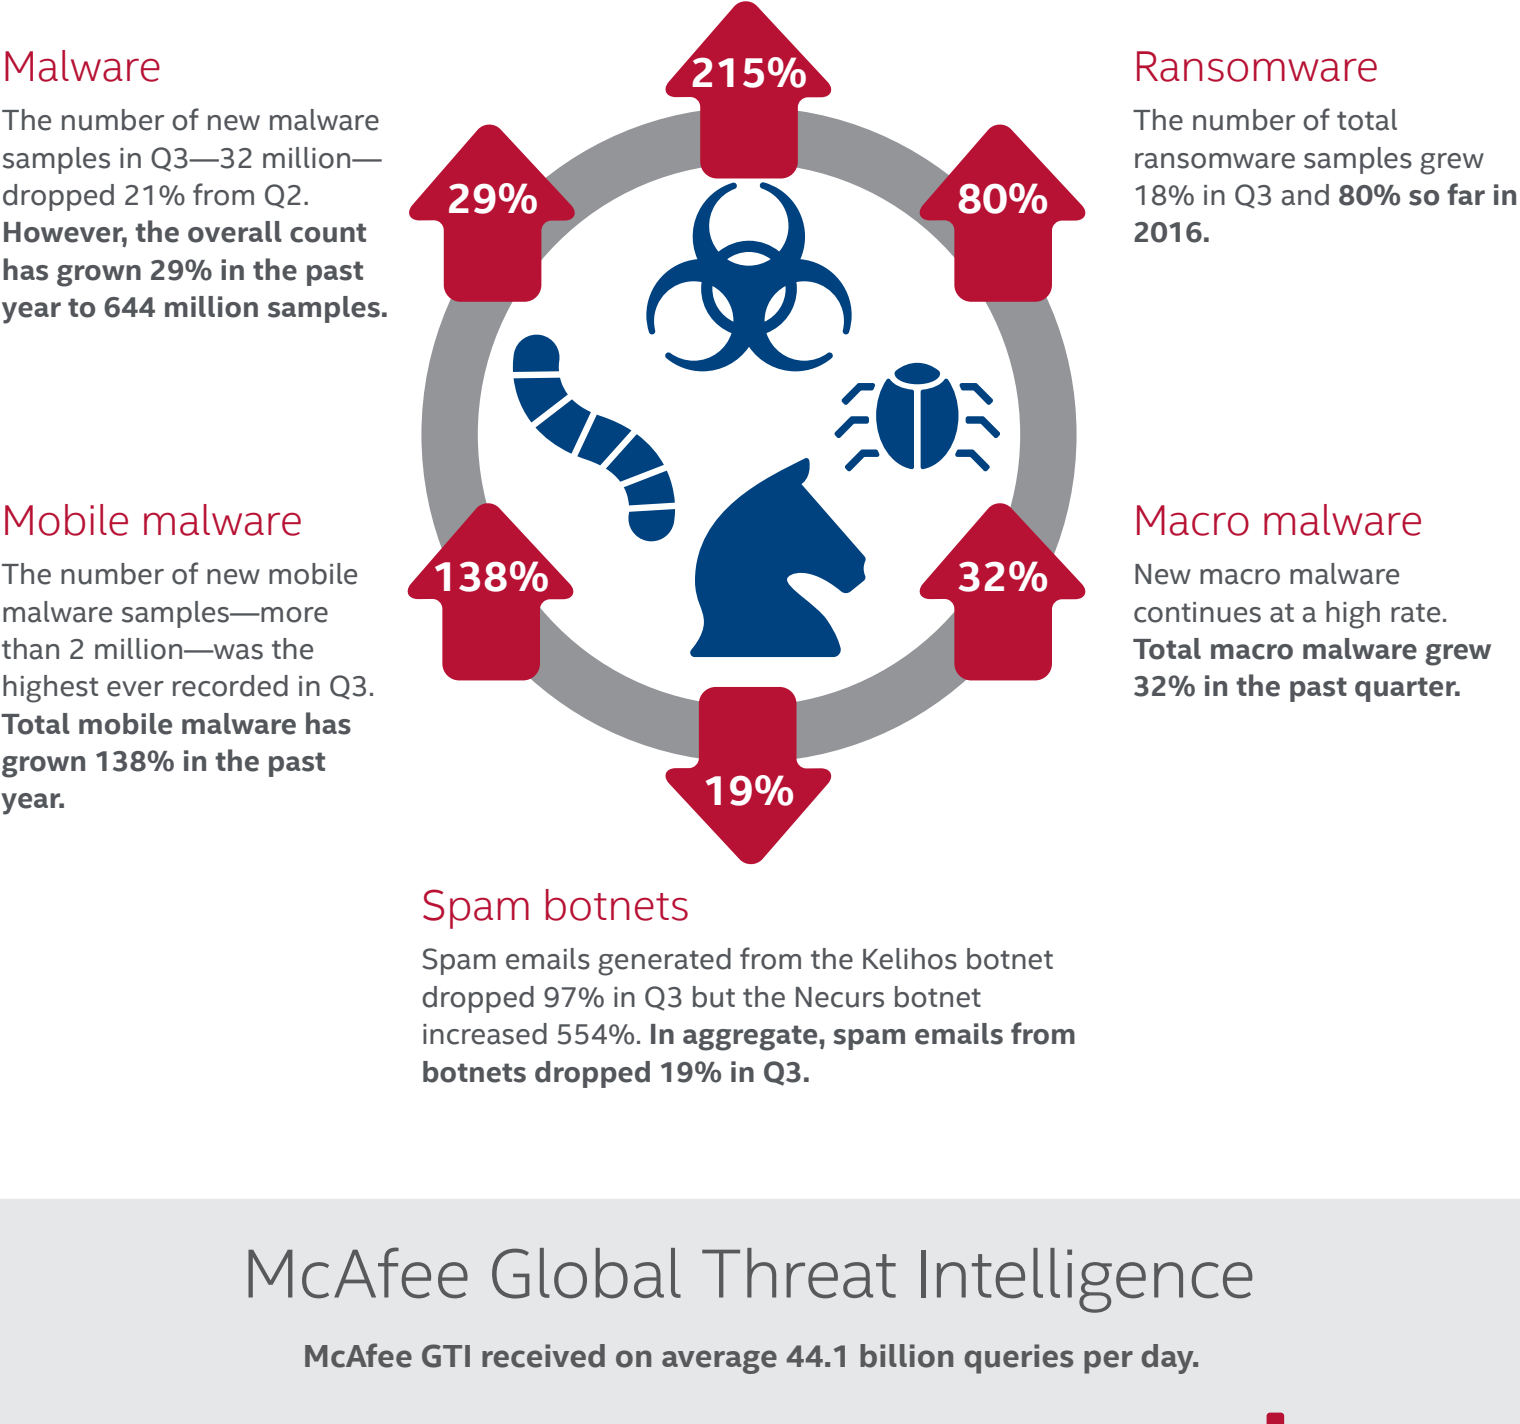 215%
Malware
The number of new malware
samples in Q3—32 million—
dropped 21% from Q2.
However, the overall count
has grown 29% in the past
year to 644 million samples.
29%
80%
Ransomware
The number of total
ransomware samples grew
18% in Q3 and 80% so far in
2016.
Mobile malware
The number of new mobile
malware samples—more
than 2 million—was the
highest ever recorded in Q3.
Total mobile malware has
grown 138% in the past
year.
138%
32%
Macro malware
New macro malware
continues at a high rate.
Total macro malware grew
32% in the past quarter.
19%
Spam botnets
Spam emails generated from the Kelihos botnet
dropped 97% in Q3 but the Necurs botnet
increased 554%. In aggregate, spam emails from
botnets dropped 19% in Q3.
McAfee Global Threat Intelligence
McAfee GTI received on average 44.1 billion queries per day.